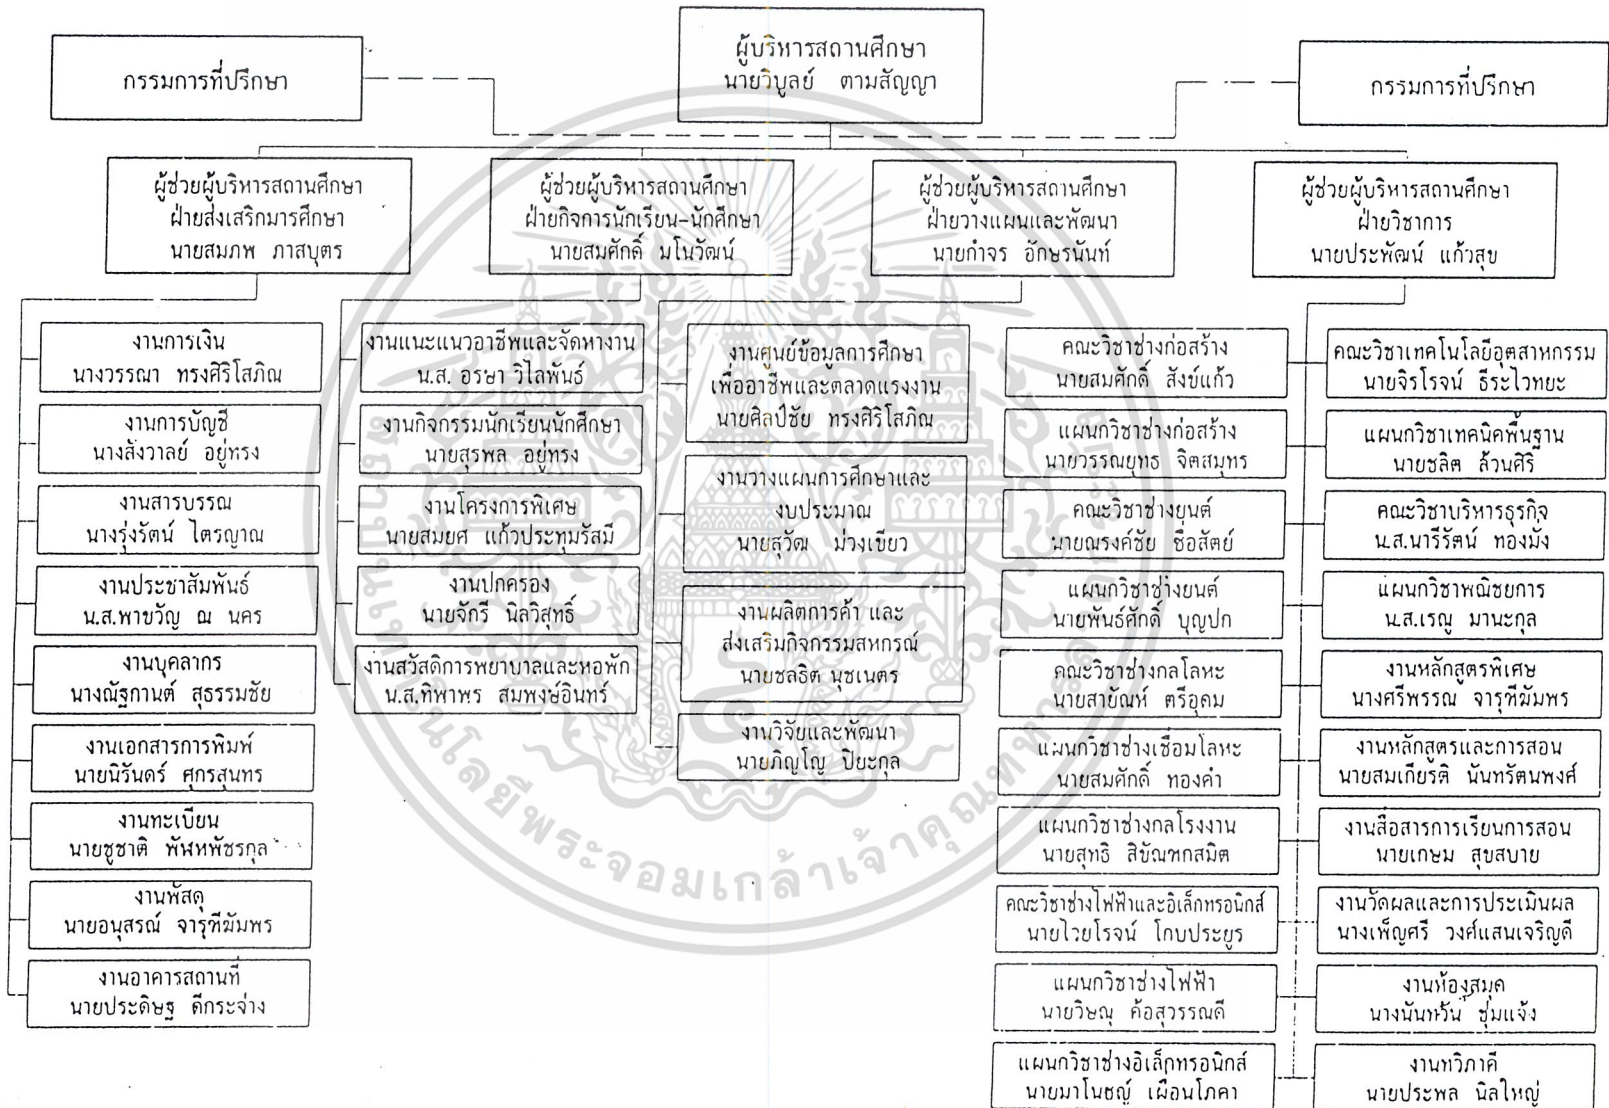 ผู้บริหารสถานศึกษา
นายวิบูลย์ ตามสัญญา
กรรมการที่ปรึกษา
กรรมการที่ปรึกษา
ผู้ช่วยผู้บริหารสถานศึกษา
ฝ่ายส่งเสริกมารศึกษา
นายสมภพ ภาสบุตร
ผู้ช่วยผู้บริหารสถานศึกษา
ฝ่ายกิจการนักเรียน-นักศึกษา
นายสมศักดิ์ มโนวัฒน์
ผู้ช่วยผู้บริหารสถานศึกษา
ฝ่ายวางแผนและพัฒนา
นายกำจร อักษรนันท์
ผู้ช่วยผู้บริหารสถานศึกษา
ฝ่ายวิชาการ
นายประพัฒน์ แก้วสุข
งานการเงิน
นางวรรณา ทรงศิริโสภิณ
งานการบัญชี
นางสังวาลย์ อยู่ทรง
งานสารบรรณ
นางรุ่งรัตน์ ไตรญาณ
งานประชาสัมพันธ์
น.ส.พาขวัญ ณ นคร
งานบุคลากร
นางณัฐกานต์ สุธรรมชัย
งานเอกสารการพิมพ์
นายนิรันดร์ ศุกรสุนทร
งานทะเบียน
นายชูชาติ พัฬหพัชรกุล
งานพัสดุ
นายอนุสรณ์ จารุฑีฆัมพร
งานอาคารสถานที่
นายประดิษฐ ดีกระจ่าง
งานแนะแนวอาชีพและจัดหางาน
น.ส. อรษา วิไลพันธ์
งานกิจกรรมนักเรียนนักศึกษา
นายสุรพล อยู่ทรง
งานโครงการพิเศษ
นายสมยศ แก้วประทุมรัสมี
งานปกครอง
นายจักรี นิลวิสุทธิ์
งานสวัสดิการพยาบาลและหอพัก
น.ส.ทิพาพร สมพงษ์อินทร์
งานศูนย์ข้อมูลการศึกษา
เพื่ออาชีพและตลาดแรงงาน
นายศิลป์ชัย ทรงศิริโสภิณ
งานวางแผนการศึกษาและ
งบประมาณ
นายสุวัฒ ม่วงเขียว
งานผลิตการค้า และ
ส่งเสริมกิจกรรมสหกรณ์
นายชลธิต นุชเนตร
งานวิจัยและพัฒนา
นายภิญโญ ปิยะกุล
คณะวิชาช่างก่อสร้าง
นายสมศักดิ์ สังข์แก้ว
แผนกวิชาช่างก่อสร้าง
นายวรรณยุทธ จิตสมุทร
คณะวิชาช่างยนต์
นายณรงค์ชัย ซื่อสัตย์
แผนกวิชาช่างยนต์
นายพันธ์ศักดิ์ บุญปก
คณะวิชาช่างกลโลหะ
นายสายัณห์ ตรีอุดม
แผนกวิชาช่างเชื่อมโลหะ
นายสมศักดิ์ ทองคำ
แผนกวิชาช่างกลโรงงาน
นายสุทธิ สิขัณฑกสมิต
คณะวิชาช่างไฟฟ้าและอิเล็กทรอนิกส์
นายไวยโรจน์ โกบประยูร
แผนกวิชาช่างไฟฟ้า
นายวิษณุ ค้อสุวรรณดี
แผนกวิชาช่างอิเล็กทรอนิกส์
นายมาโนชญ์ เผือนโภคา
คณะวิชาเทคโนโลยีอุตสาหกรรม
นายจิรโรจน์ ธีระไวทยะ
แผนกวิชาเทคนิคพื้นฐาน
นายชลิต ล้วนศิริ
คณะวิชาบริหารธุรกิจ
น.ส.นารีรัตน์ ทองมั่ง
แผนกวิชาพณิชยการ
น.ส.เรณู มานะกุล
งานหลักสูตรพิเศษ
นางศรีพรรณ จารุฑีฆัมพร
งานหลักสูตรและการสอน
นายสมเกียรติ นันทรัตนพงศ์
งานสื่อสารการเรียนการสอน
นายเกษม สุขสบาย
งานวัดผลและการประเมินผล
นางเพ็ญศรี วงศ์แสนเจริญดี
งานห้องสมุด
นางนันทวัน ชุ่มแจ้ง
งานทวิภาคี
นายประพล นิลใหญ่